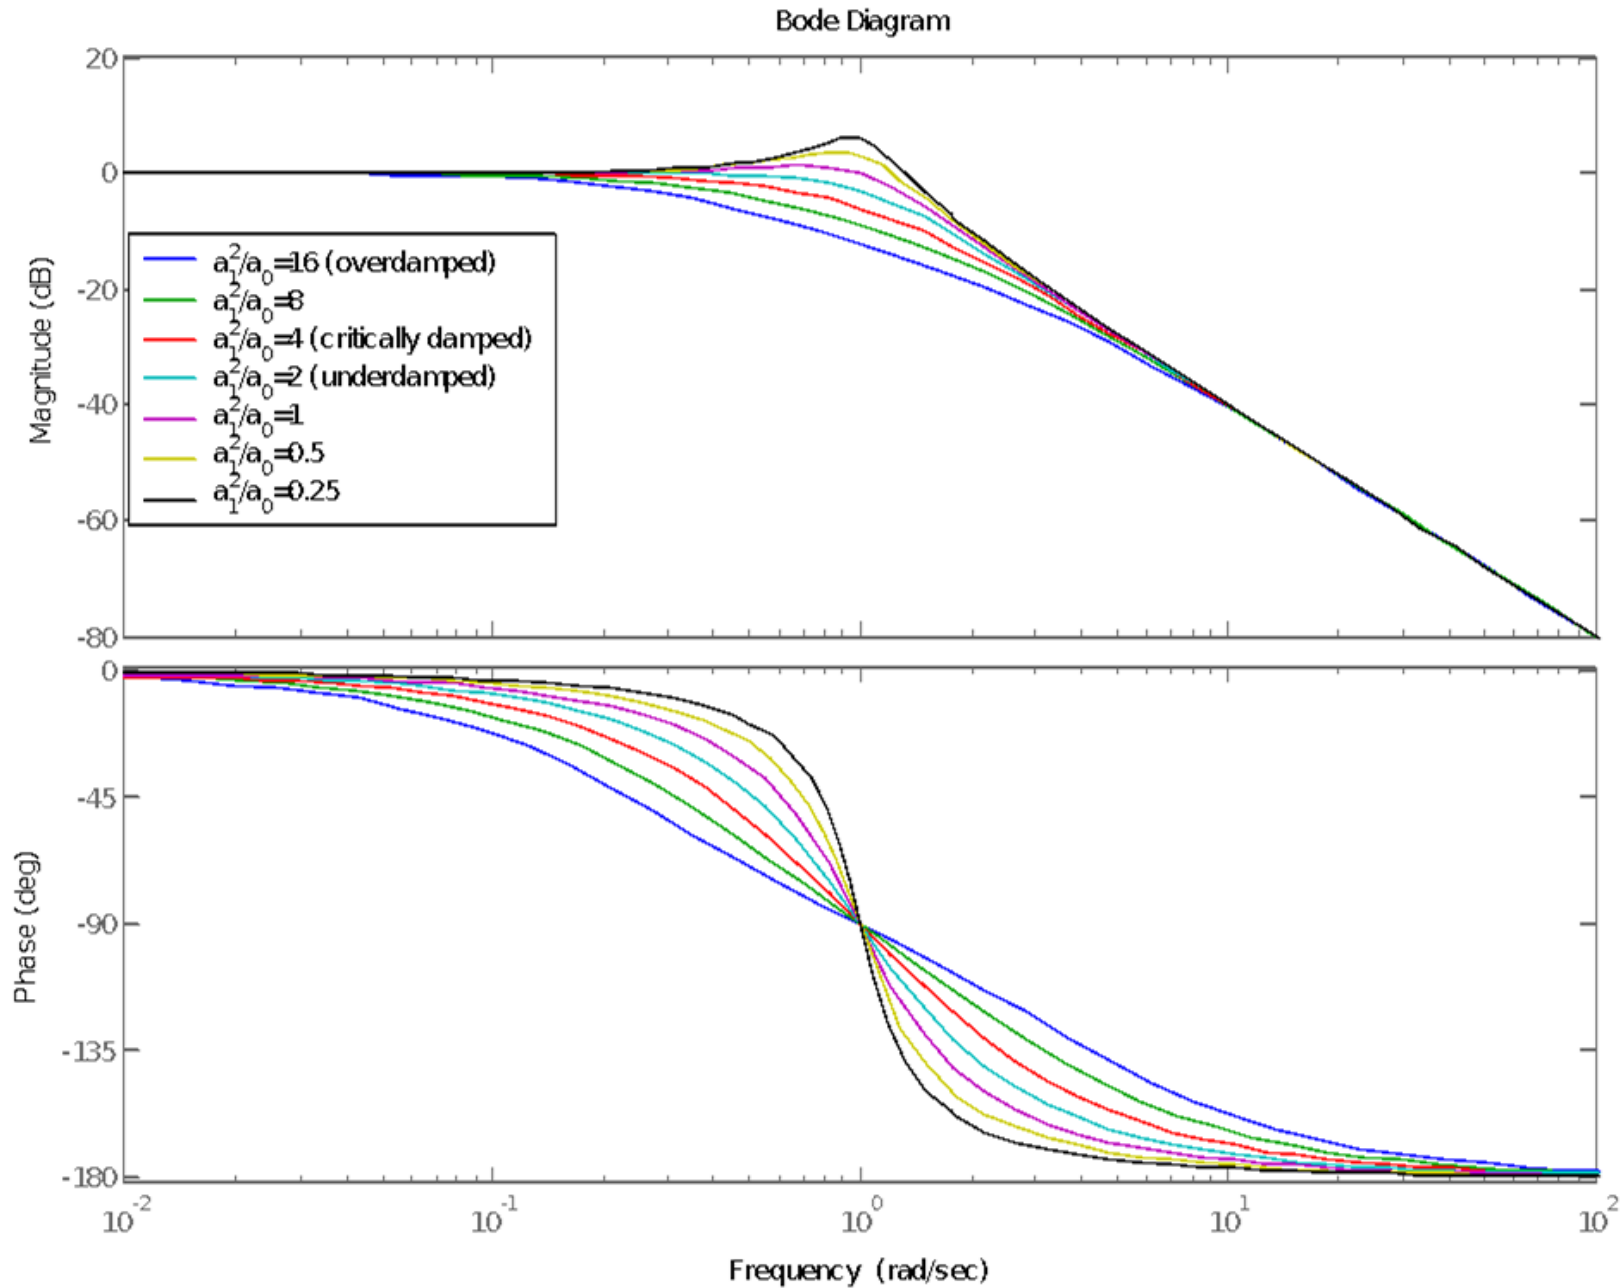 Bode Diagram
20
0
-20
-40
-60
-80
Magnitude (dB)
a₁²/a₀=16 (overdamped)
a₁²/a₀=8
a₁²/a₀=4 (critically damped)
a₁²/a₀=2 (underdamped)
a₁²/a₀=1
a₁²/a₀=0.5
a₁²/a₀=0.25
0
-45
-90
-135
-180
Phase (deg)
10⁻² 10⁻¹ 10⁰ 10¹ 10²
Frequency (rad/sec)